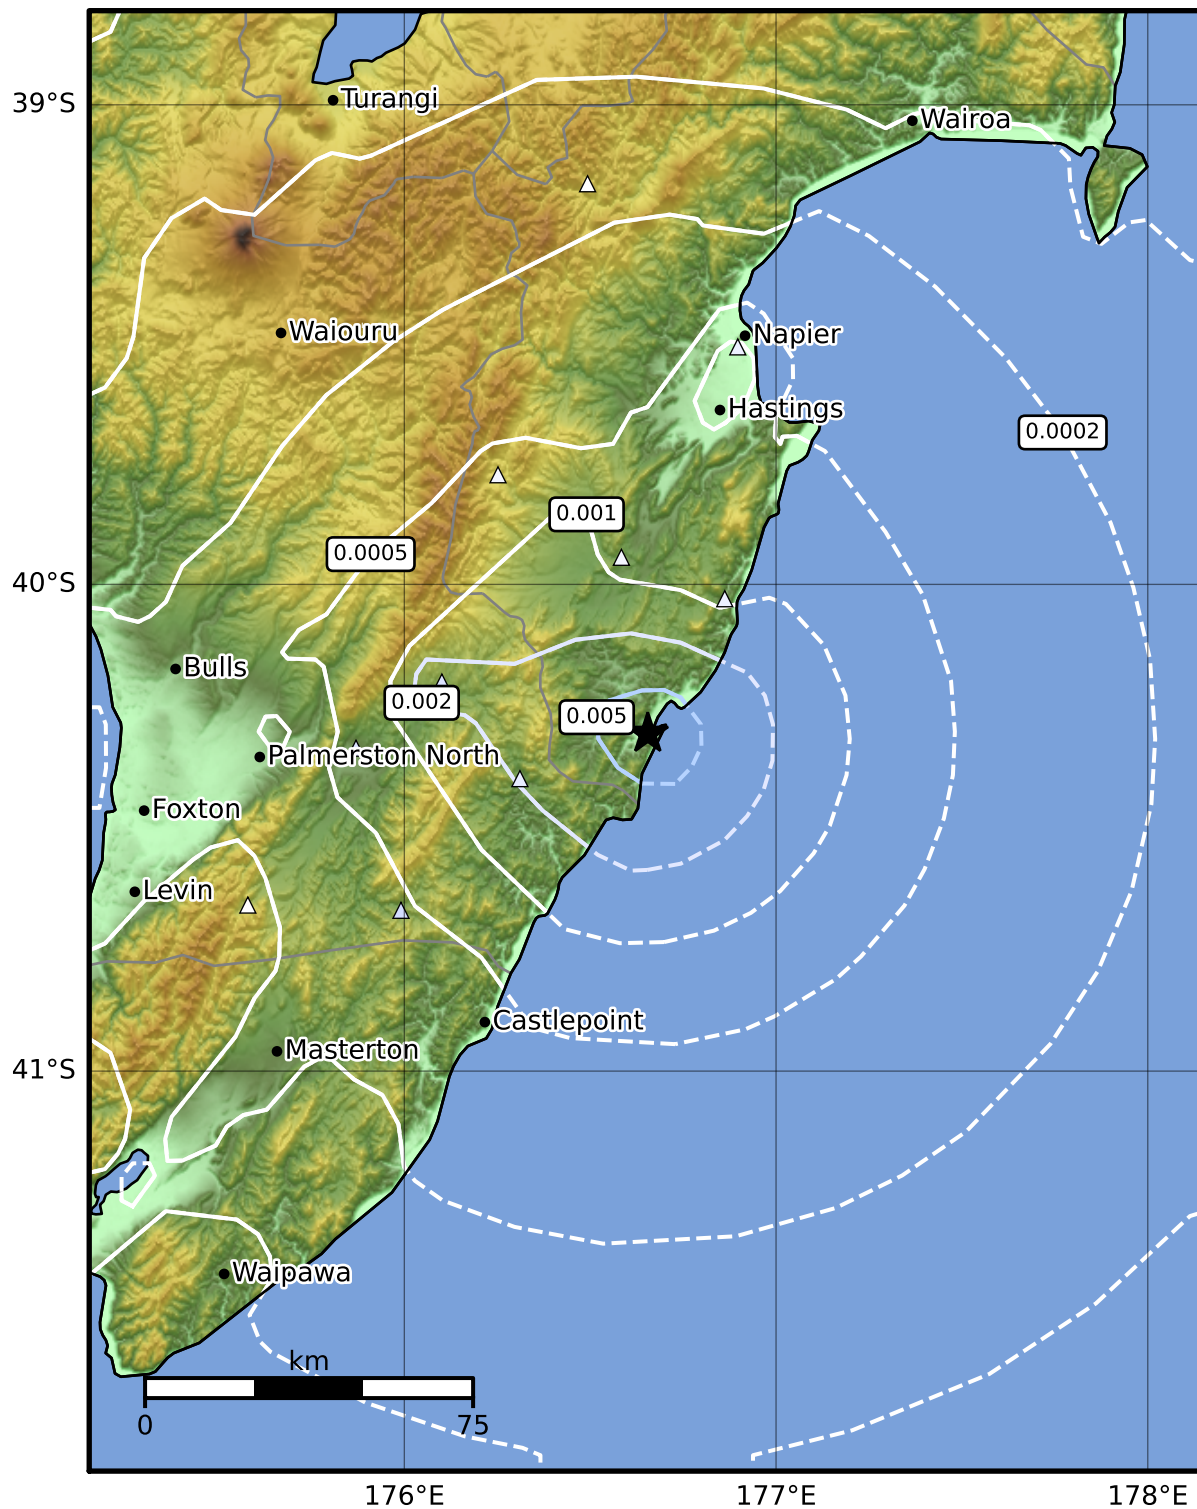 39°S
40°S
41°S
176°E
177°E
178°E
Turangi
Wairoa
Waiouru
Napier
Hastings
0.0002
0.001
0.0005
Bulls
0.002
0.005
Palmerston North
Foxton
Levin
Castlepoint
Masterton
Waipawa
km
0
75